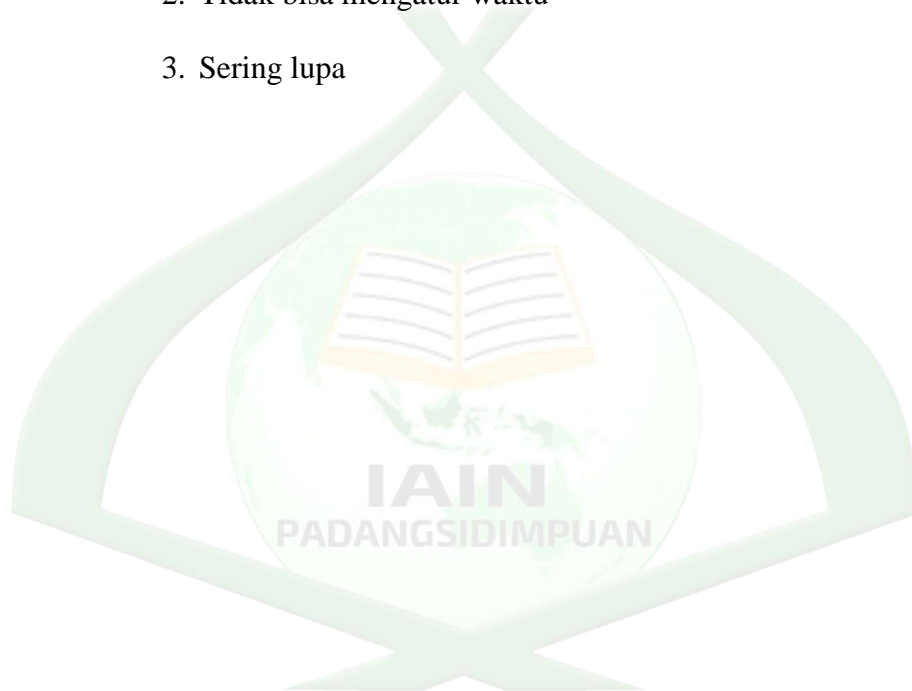 2. Tidak bisa mengatur waktu
3. Sering lupa
IAIN
PADANGSIDIMPUAN